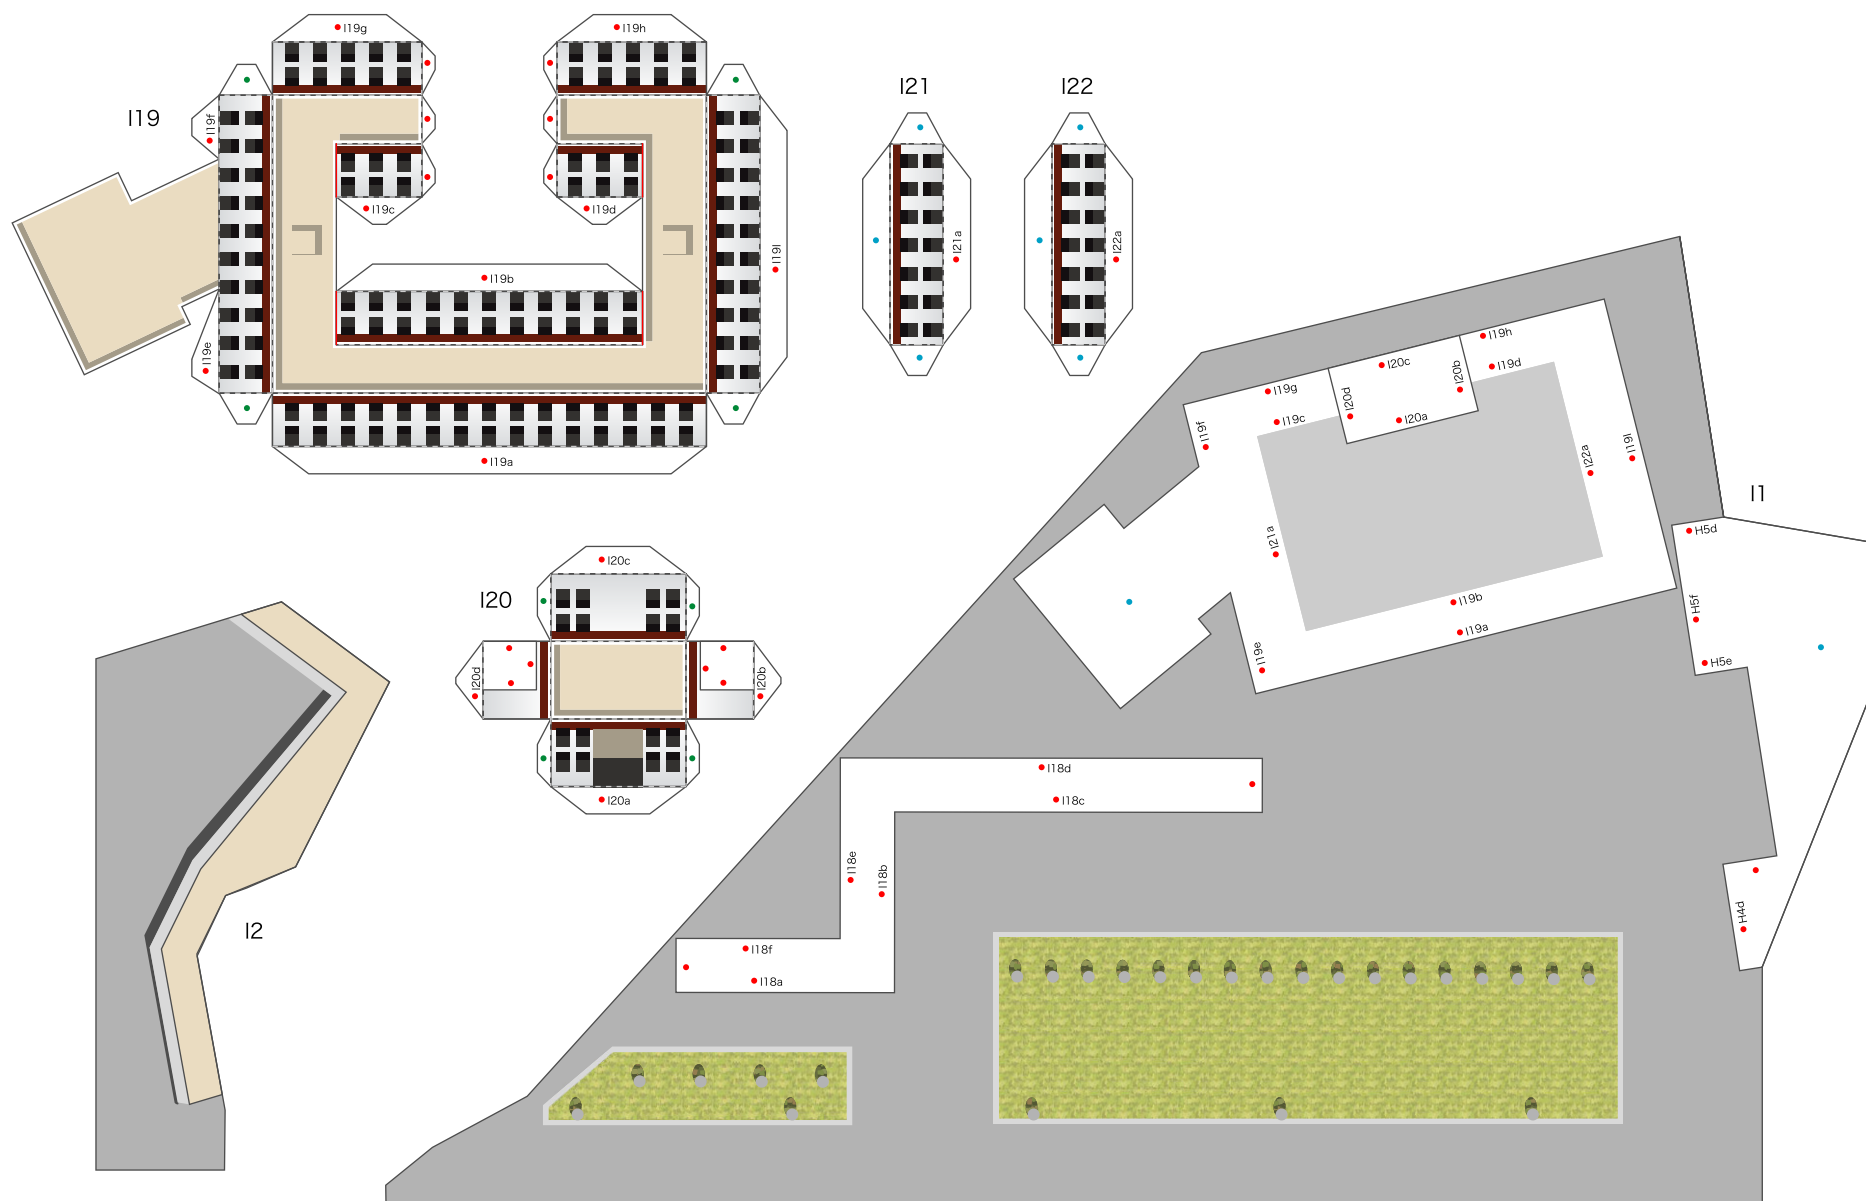 I19g
I19h
I21
I22
I19
I19f
I19c
I19d
I21a
I22a
I19l
I19b
I19e
I19a
I19h
I20c
I19d
I20b
I19g
I20d
I19c
I20a
I19f
I19l
I22a
I1
H5d
I21a
I20c
I20
H5f
I19b
I19a
I19e
H5e
I20d
I20b
I18d
I20a
I18c
I18e
I18b
H4d
I2
I18f
I18a